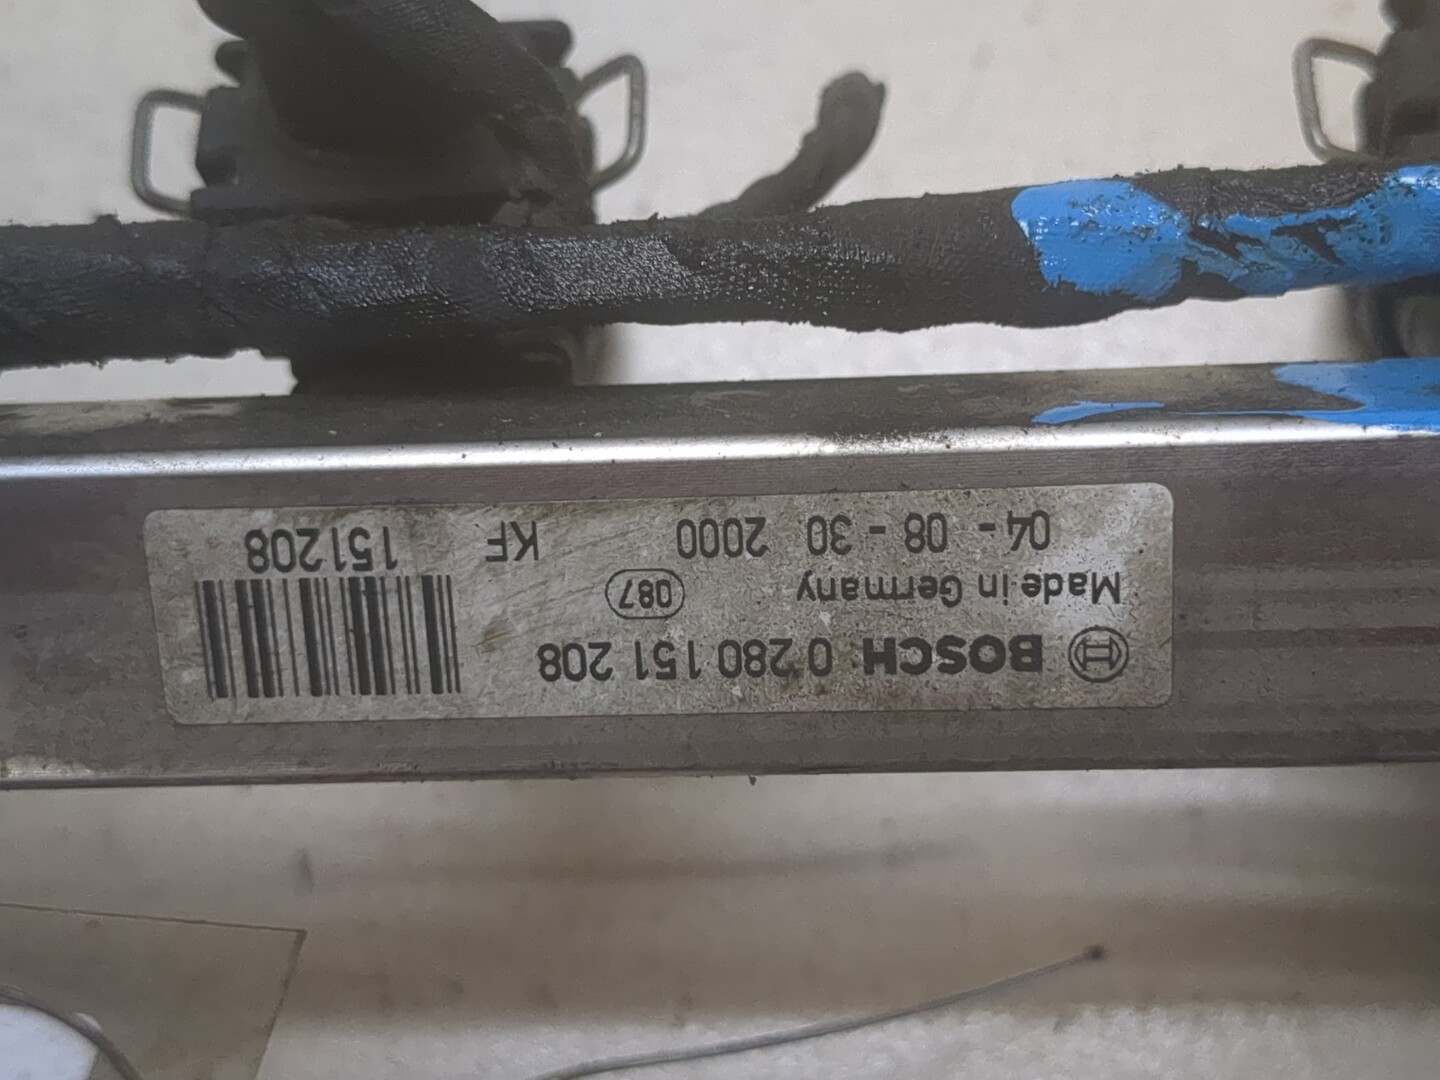 BOSCH 0 280 151 208
Made in Germany 087
04 - 08 - 30 2000 KF 151208